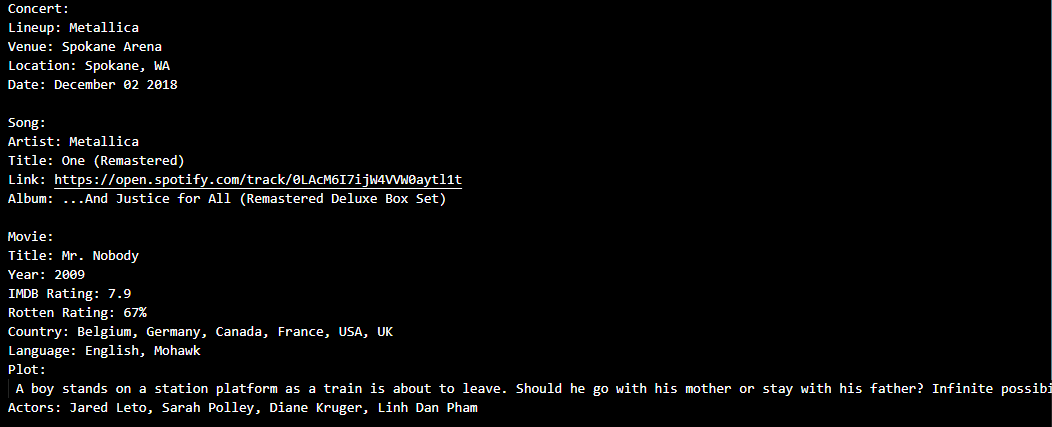 Concert:
Lineup: Metallica
Venue: Spokane Arena
Location: Spokane, WA
Date: December 02 2018
Song:
Artist: Metallica
Title: One (Remastered)
Link: https://open.spotify.com/track/0LAcM6I7ijW4VVW0aytl1t
Album: ...And Justice for All (Remastered Deluxe Box Set)
Movie:
Title: Mr. Nobody
Year: 2009
IMDB Rating: 7.9
Rotten Rating: 67%
Country: Belgium, Germany, Canada, France, USA, UK
Language: English, Mohawk
Plot:
A boy stands on a station platform as a train is about to leave. Should he go with his mother or stay with his father? Infinite possibi
Actors: Jared Leto, Sarah Polley, Diane Kruger, Linh Dan Pham